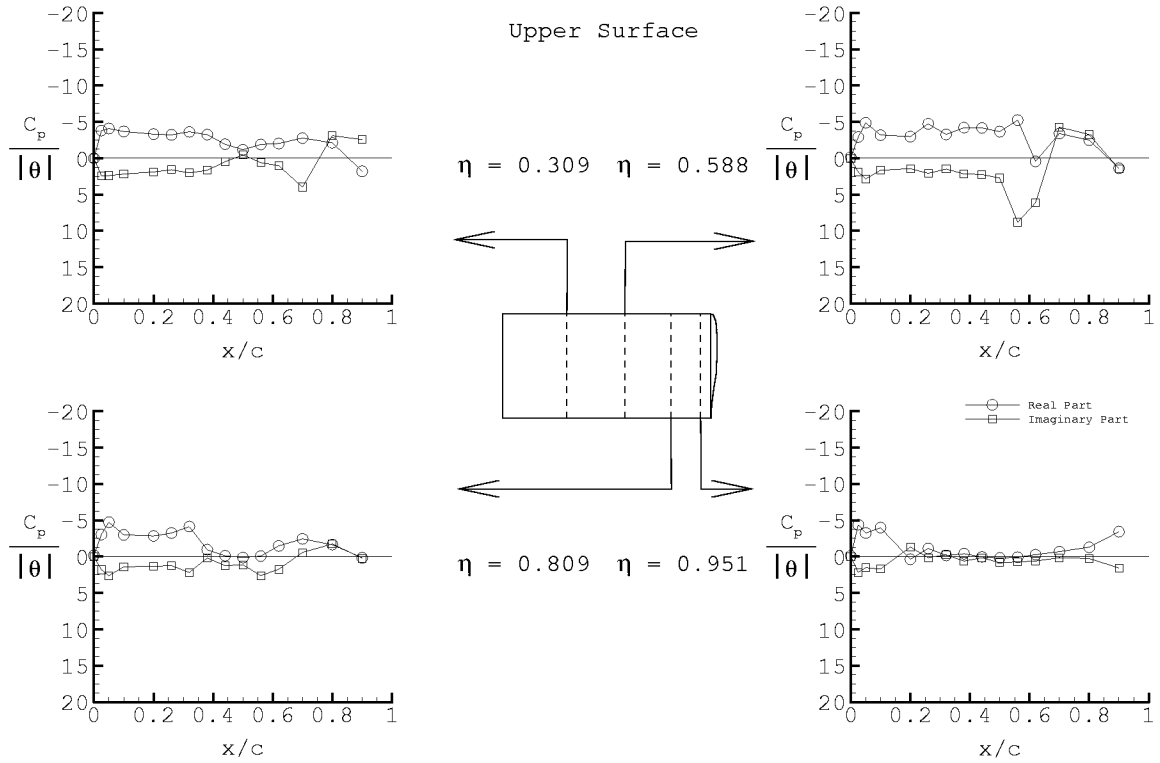 Upper Surface
-20
-15
-10
-5
0
5
10
15
20
C_p
|θ|
0 0.2 0.4 0.6 0.8 1
x/c
η = 0.309 η = 0.588
-20
-15
-10
-5
0
5
10
15
20
C_p
|θ|
0 0.2 0.4 0.6 0.8 1
x/c
-20
-15
-10
-5
0
5
10
15
20
C_p
|θ|
0 0.2 0.4 0.6 0.8 1
x/c
η = 0.809 η = 0.951
Real Part
Imaginary Part
-20
-15
-10
-5
0
5
10
15
20
C_p
|θ|
0 0.2 0.4 0.6 0.8 1
x/c